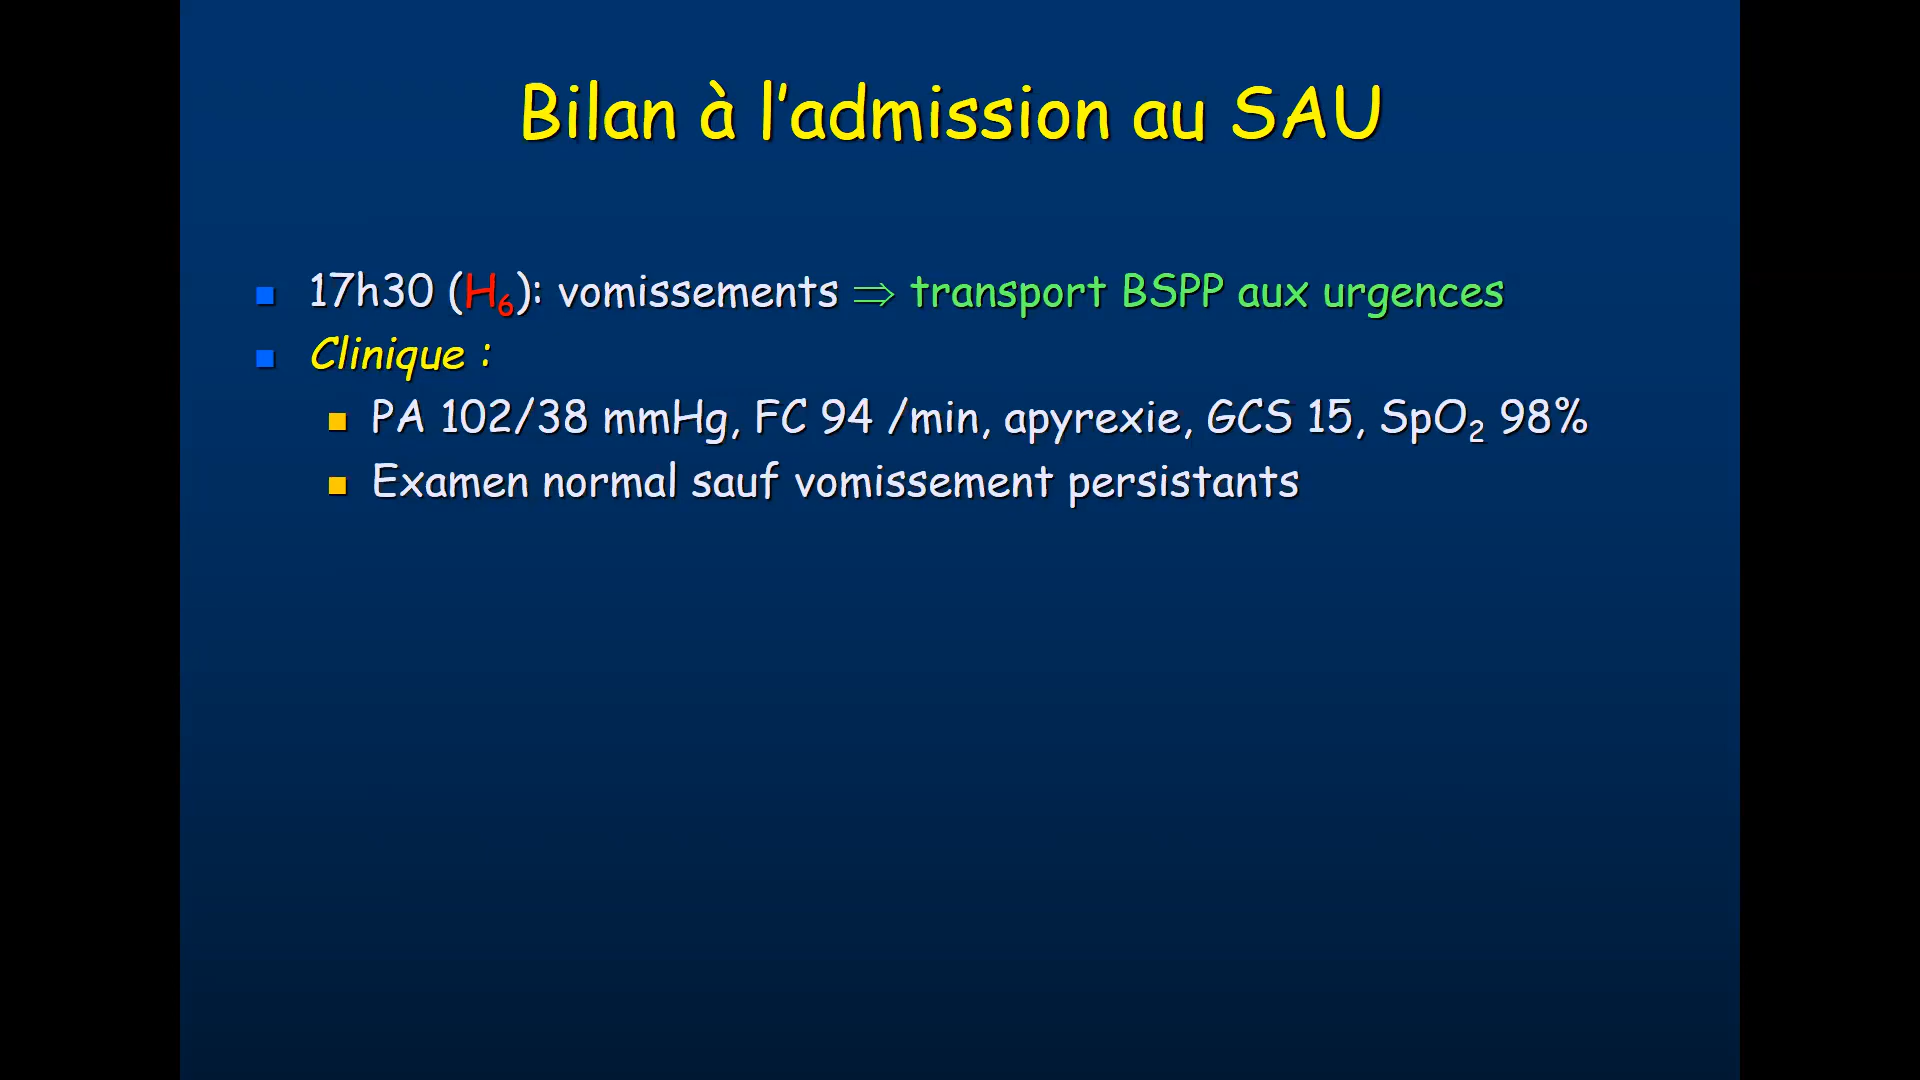 Bilan à l’admission au SAU
17h30 (H6): vomissements ⇒ transport BSPP aux urgences
Clinique :
PA 102/38 mmHg, FC 94 /min, apyrexie, GCS 15, SpO2 98%
Examen normal sauf vomissement persistants